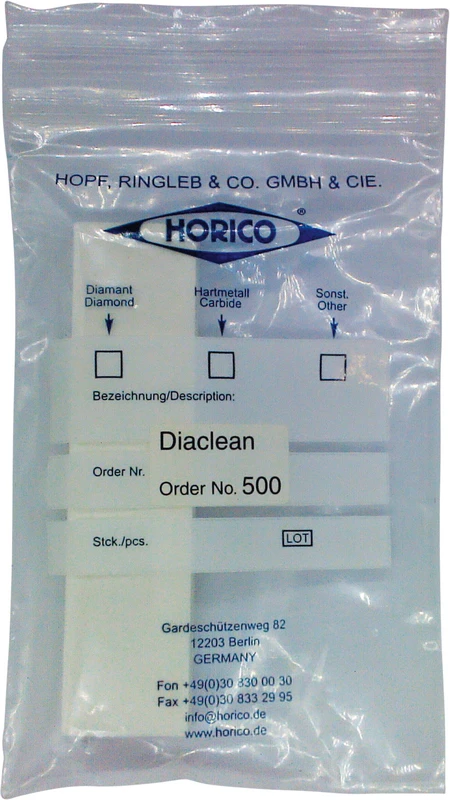 HOPF, RINGLEB & CO. GMBH & CIE.
HORICO®
Diamant
Diamond
Hartmetall
Carbide
Sonst.
Other
Bezeichnung/Description:
Diaclean
Order Nr.
Order No. 500
Stck./pcs.
LOT
Gardeschützenweg 82
12203 Berlin
GERMANY
Fon +49(0)30 830 00 30
Fax +49(0)30 833 29 95
info@horico.de
www.horico.de